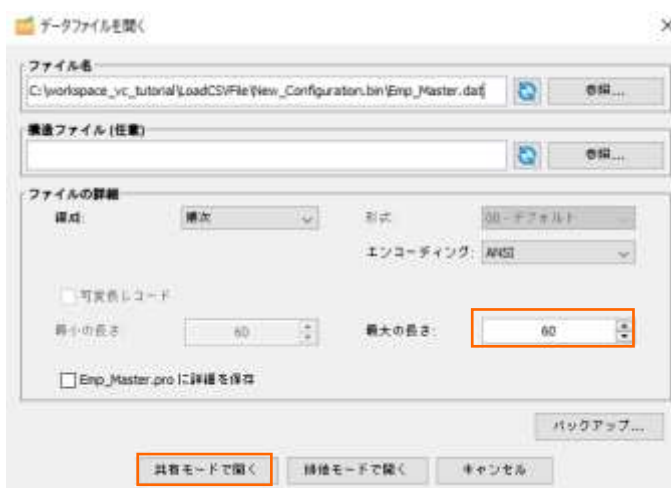 データファイルを開く
ファイル名
C:\workspace_vc_tutorial\LoadCSVFile\New_Configuration.bin\Emp_Master.dat
参照...
構造ファイル (任意)
参照...
ファイルの詳細
編成: 順次 形式: 00 - デフォルト
エンコーディング: ANSI
可変長レコード
最小の長さ: 60 最大の長さ: 60
Emp_Master.pro に詳細を保存
バックアップ...
共有モードで開く 排他モードで開く キャンセル